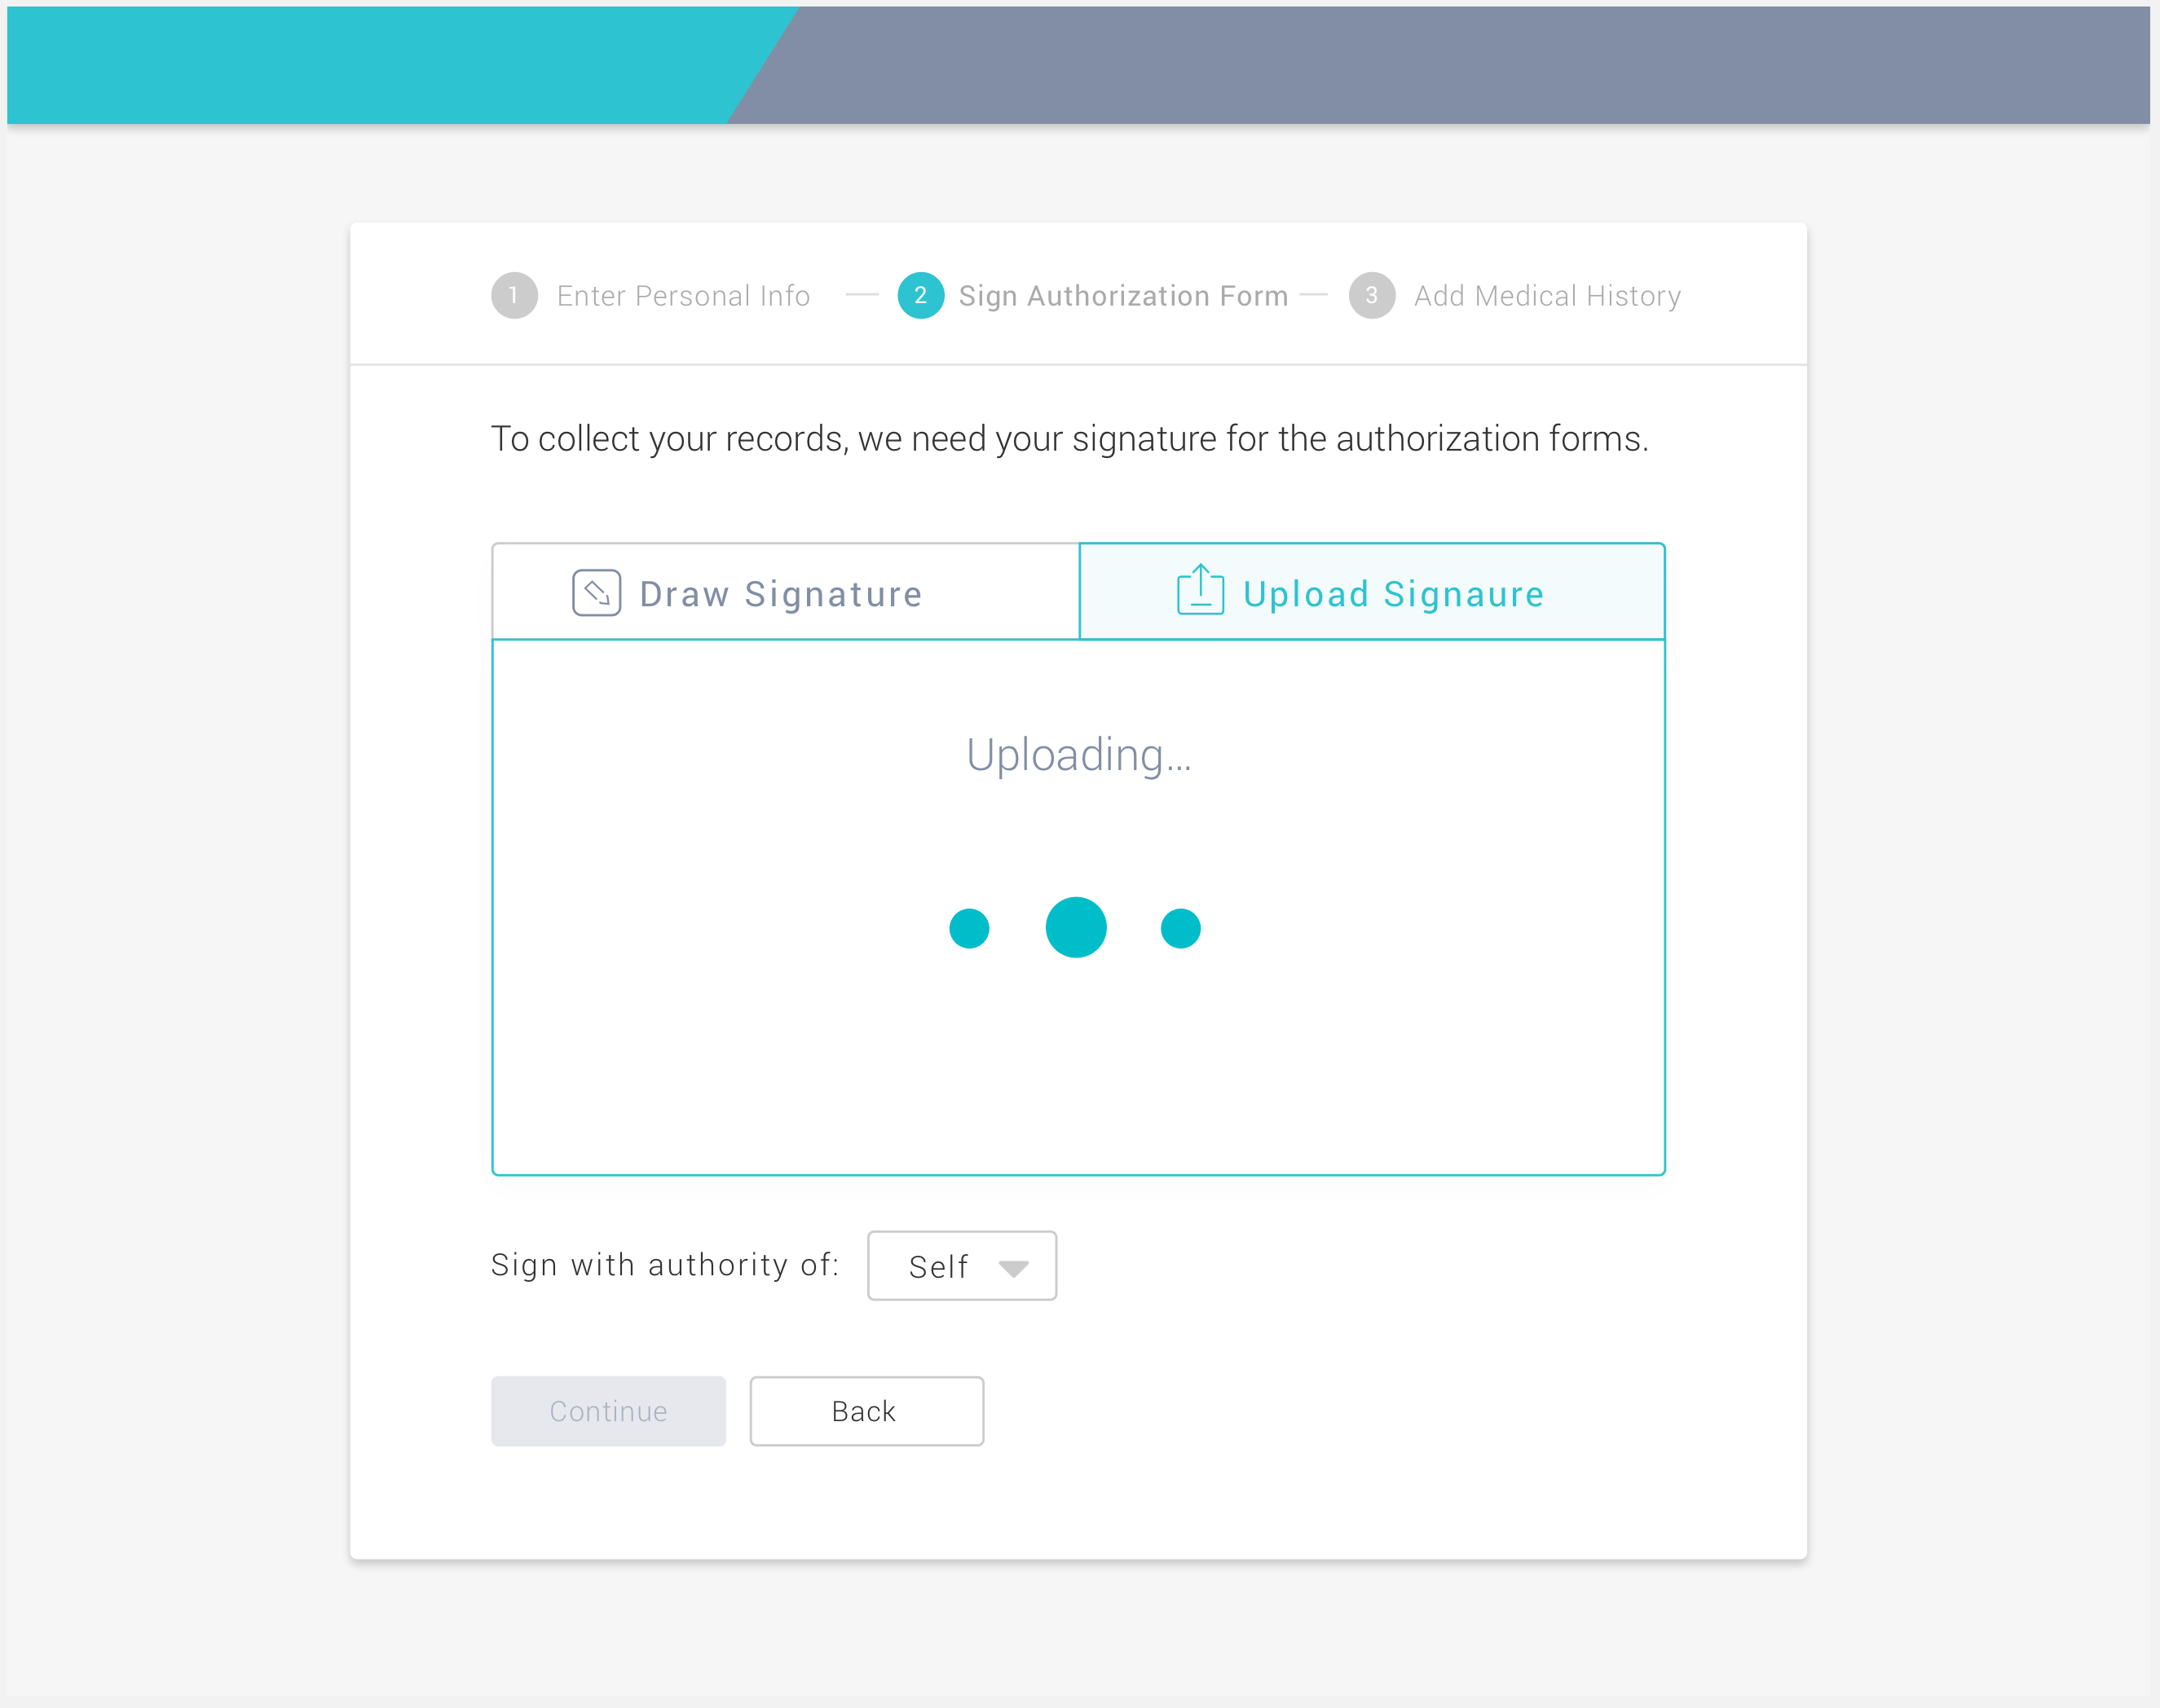 1 Enter Personal Info 2 Sign Authorization Form 3 Add Medical History
To collect your records, we need your signature for the authorization forms.
Draw Signature Upload Signaure
Uploading...
Sign with authority of: Self
Continue Back